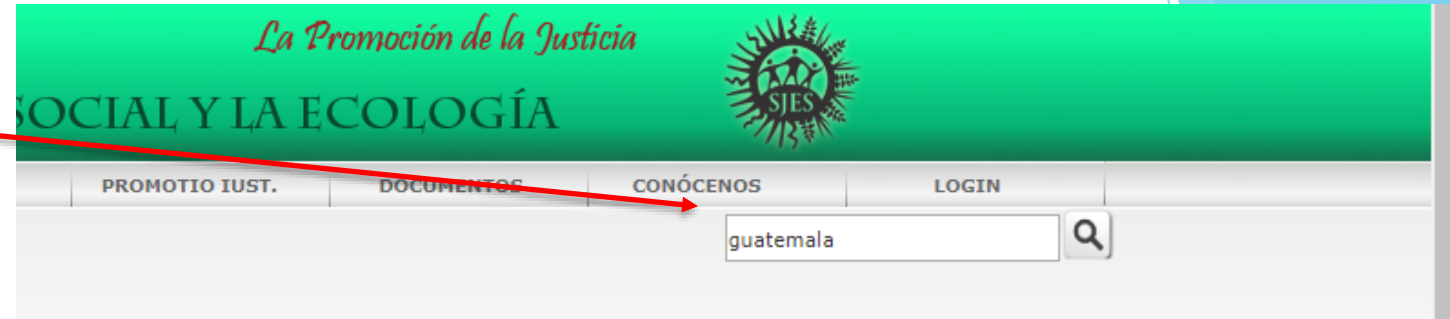 La Promoción de la Justicia
SJES
SOCIAL Y LA ECOLOGÍA
PROMOTIO IUST. DOCUMENTOS CONÓCENOS LOGIN
guatemala